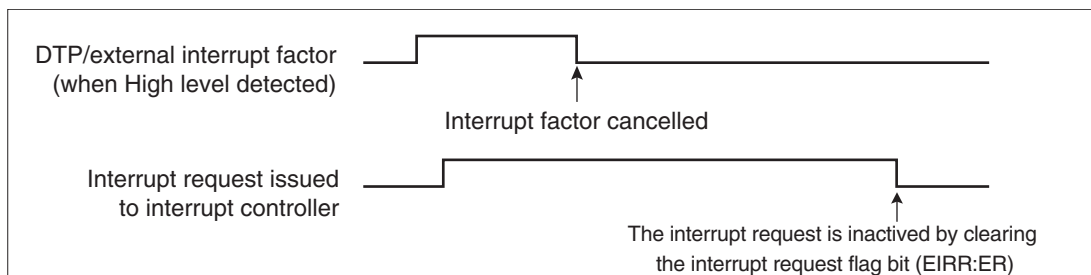 DTP/external interrupt factor
(when High level detected)
Interrupt factor cancelled
Interrupt request issued
to interrupt controller
The interrupt request is inactived by clearing
the interrupt request flag bit (EIRR:ER)